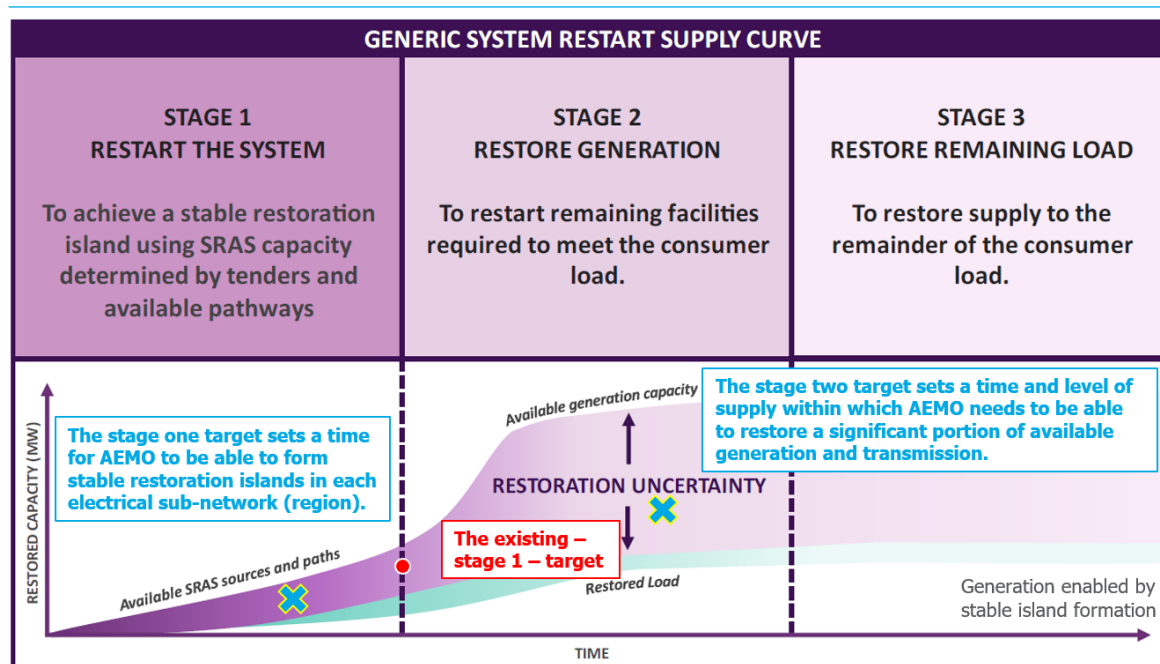 GENERIC SYSTEM RESTART SUPPLY CURVE
STAGE 1
RESTART THE SYSTEM
To achieve a stable restoration
island using SRAS capacity
determined by tenders and
available pathways
STAGE 2
RESTORE GENERATION
To restart remaining facilities
required to meet the consumer
load.
STAGE 3
RESTORE REMAINING LOAD
To restore supply to the
remainder of the consumer
load.
RESTORED CAPACITY (MW)
The stage one target sets a time
for AEMO to be able to form
stable restoration islands in each
electrical sub-network (region).
Available generation capacity
The stage two target sets a time and level of
supply within which AEMO needs to be able
to restore a significant portion of available
generation and transmission.
RESTORATION UNCERTAINTY
The existing –
stage 1 – target
Available SRAS sources and paths
Restored Load
Generation enabled by
stable island formation
TIME